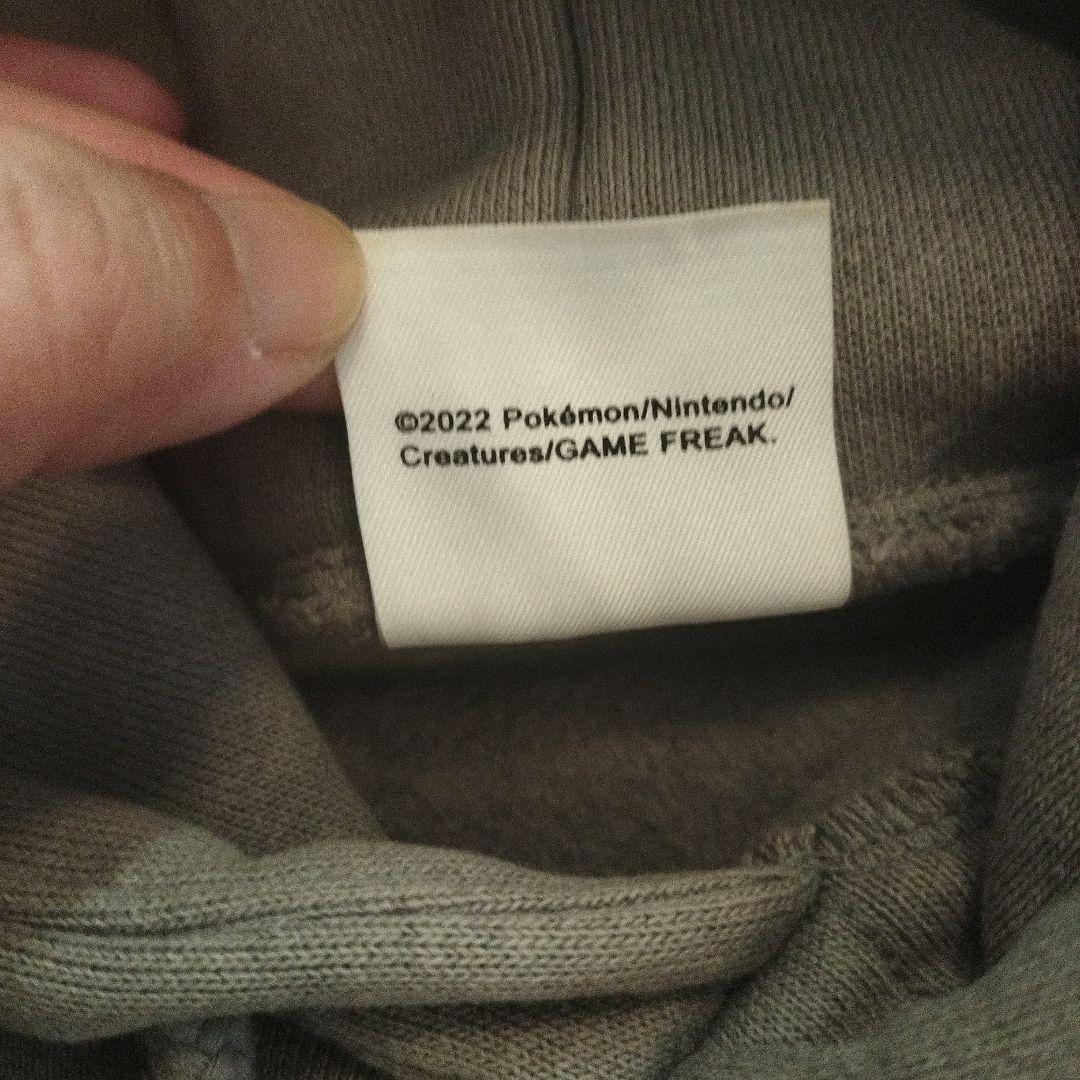 ©2022 Pokémon/Nintendo/
Creatures/GAME FREAK.